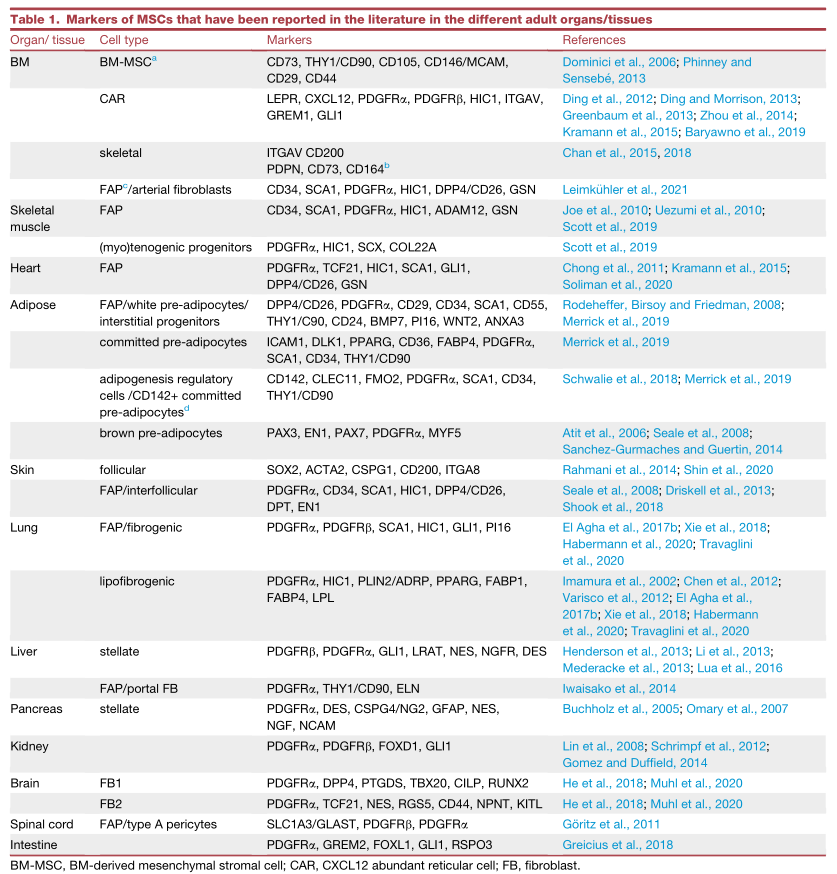 Table 1. Markers of MSCs that have been reported in the literature in the different adult organs/tissues
Organ/ tissue Cell type Markers References
BM BM-MSCa CD73, THY1/CD90, CD105, CD146/MCAM, Dominici et al., 2006; Phinney and
CD29, CD44 Sensebé, 2013
CAR LEPR, CXCL12, PDGFRα, PDGFRβ, HIC1, ITGAV, Ding et al., 2012; Ding and Morrison, 2013;
GREM1, GLI1 Greenbaum et al., 2013; Zhou et al., 2014;
Kramann et al., 2015; Baryawno et al., 2019
skeletal ITGAV CD200 Chan et al., 2015, 2018
PDPN, CD73, CD164b
FAPc/arterial fibroblasts CD34, SCA1, PDGFRα, HIC1, DPP4/CD26, GSN Leimkühler et al., 2021
Skeletal FAP CD34, SCA1, PDGFRα, HIC1, ADAM12, GSN Joe et al., 2010; Uezumi et al., 2010;
muscle Scott et al., 2019
(myo)tenogenic progenitors PDGFRα, HIC1, SCX, COL22A Scott et al., 2019
Heart FAP PDGFRα, TCF21, HIC1, SCA1, GLI1, Chong et al., 2011; Kramann et al., 2015;
DPP4/CD26, GSN Soliman et al., 2020
Adipose FAP/white pre-adipocytes/ DPP4/CD26, PDGFRα, CD29, CD34, SCA1, CD55, Rodeheffer, Birsoy and Friedman, 2008;
interstitial progenitors THY1/C90, CD24, BMP7, PI16, WNT2, ANXA3 Merrick et al., 2019
committed pre-adipocytes ICAM1, DLK1, PPARG, CD36, FABP4, PDGFRα, Merrick et al., 2019
SCA1, CD34, THY1/CD90
adipogenesis regulatory CD142, CLEC11, FMO2, PDGFRα, SCA1, CD34, Schwalie et al., 2018; Merrick et al., 2019
cells /CD142+ committed THY1/CD90
pre-adipocytesd
brown pre-adipocytes PAX3, EN1, PAX7, PDGFRα, MYF5 Atit et al., 2006; Seale et al., 2008;
Sanchez-Gurmaches and Guertin, 2014
Skin follicular SOX2, ACTA2, CSPG1, CD200, ITGA8 Rahmani et al., 2014; Shin et al., 2020
FAP/interfollicular PDGFRα, CD34, SCA1, HIC1, DPP4/CD26, Seale et al., 2008; Driskell et al., 2013;
DPT, EN1 Shook et al., 2018
Lung FAP/fibrogenic PDGFRα, PDGFRβ, SCA1, HIC1, GLI1, PI16 El Agha et al., 2017b; Xie et al., 2018;
Habermann et al., 2020; Travaglini
et al., 2020
lipofibrogenic PDGFRα, HIC1, PLIN2/ADRP, PPARG, FABP1, Imamura et al., 2002; Chen et al., 2012;
FABP4, LPL Varisco et al., 2012; El Agha et al.,
2017b; Xie et al., 2018; Habermann
et al., 2020; Travaglini et al., 2020
Liver stellate PDGFRβ, PDGFRα, GLI1, LRAT, NES, NGFR, DES Henderson et al., 2013; Li et al., 2013;
Mederacke et al., 2013; Lua et al., 2016
FAP/portal FB PDGFRα, THY1/CD90, ELN Iwaisako et al., 2014
Pancreas stellate PDGFRα, DES, CSPG4/NG2, GFAP, NES, Buchholz et al., 2005; Omary et al., 2007
NGF, NCAM
Kidney PDGFRα, PDGFRβ, FOXD1, GLI1 Lin et al., 2008; Schrimpf et al., 2012;
Gomez and Duffield, 2014
Brain FB1 PDGFRα, DPP4, PTGDS, TBX20, CILP, RUNX2 He et al., 2018; Muhl et al., 2020
FB2 PDGFRα, TCF21, NES, RGS5, CD44, NPNT, KITL He et al., 2018; Muhl et al., 2020
Spinal cord FAP/type A pericytes SLC1A3/GLAST, PDGFRβ, PDGFRα Göritz et al., 2011
Intestine PDGFRα, GREM2, FOXL1, GLI1, RSPO3 Greicius et al., 2018
BM-MSC, BM-derived mesenchymal stromal cell; CAR, CXCL12 abundant reticular cell; FB, fibroblast.